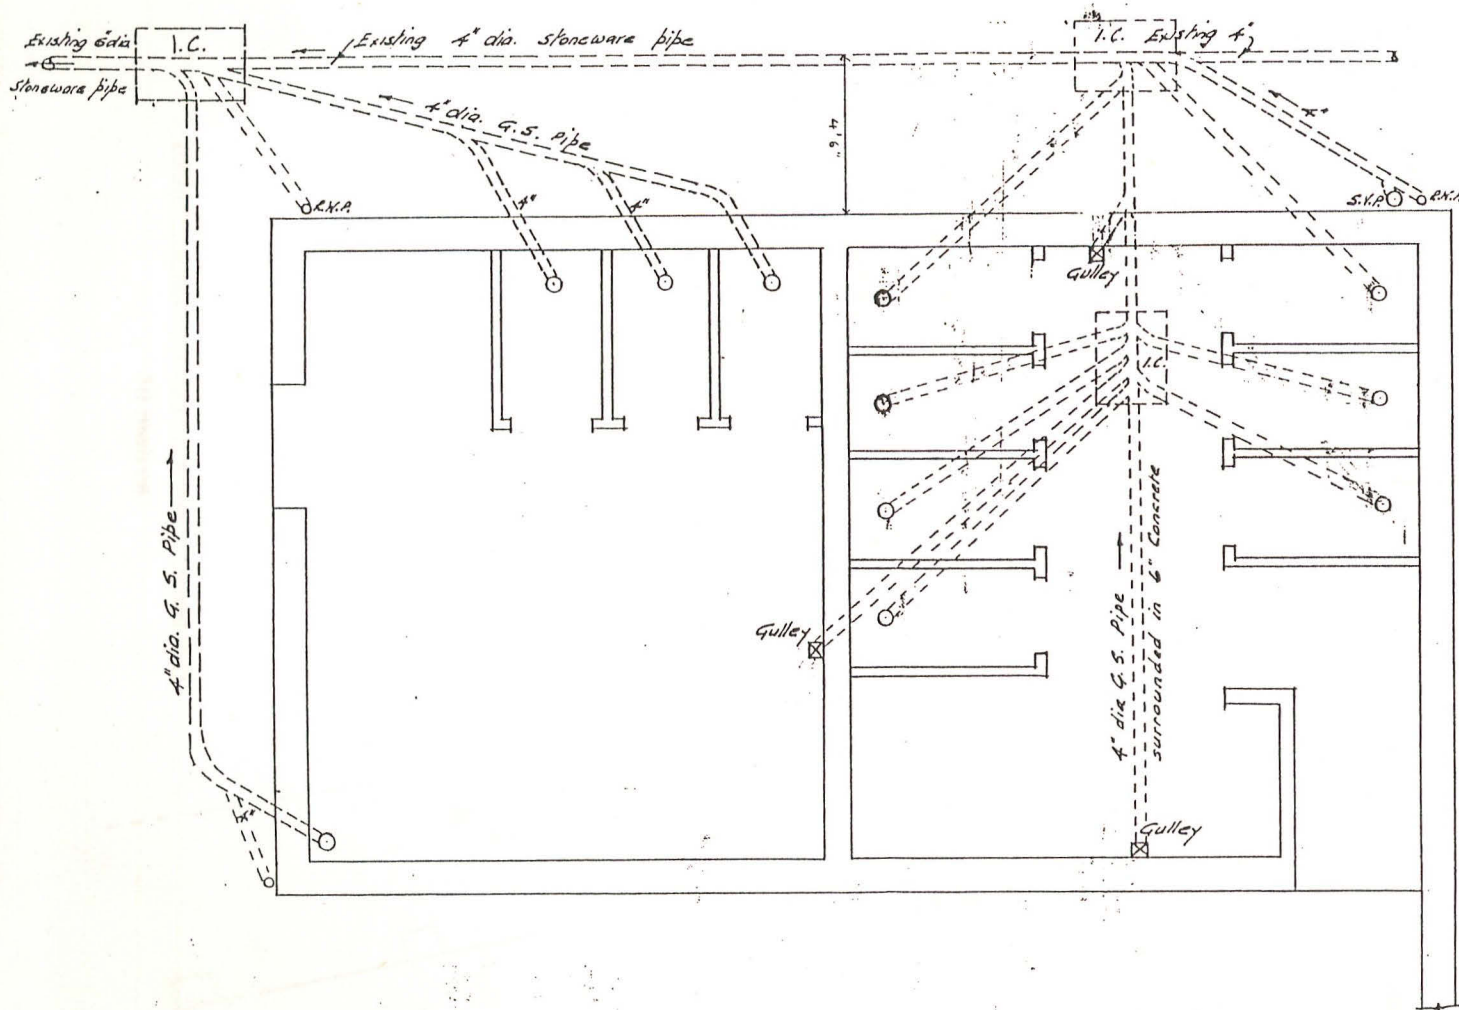 Existing 6"dia
Stoneware pipe
I.C.
Existing 4" dia. Stoneware pipe
I.C.
Existing 4"
4" dia. G.S. Pipe
4'6"
4"
S.V.P.
R.W.P.
R.W.P.
4"
4"
Gulley
I.C.
4"dia. G. S. Pipe
Gulley
4" dia G.S. Pipe
surrounded in 6" Concrete
4"
Gulley